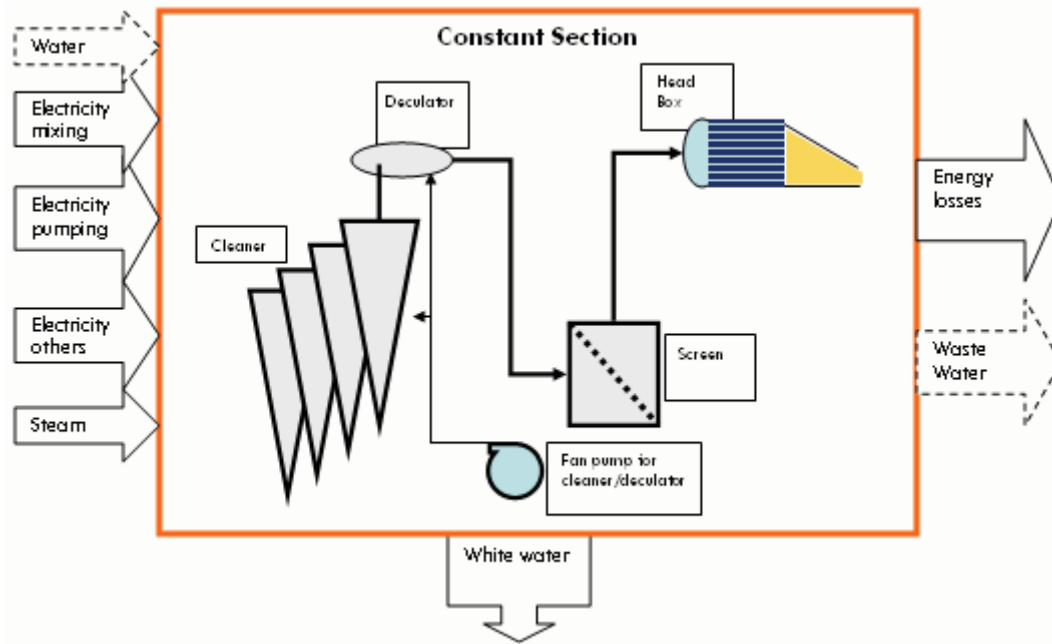 Constant Section
Water
Electricity
mixing
Electricity
pumping
Electricity
others
Steam
Deculator
Head
Box
Cleaner
Screen
Fan pump for
cleaner/deculator
Energy
losses
Waste
Water
White water